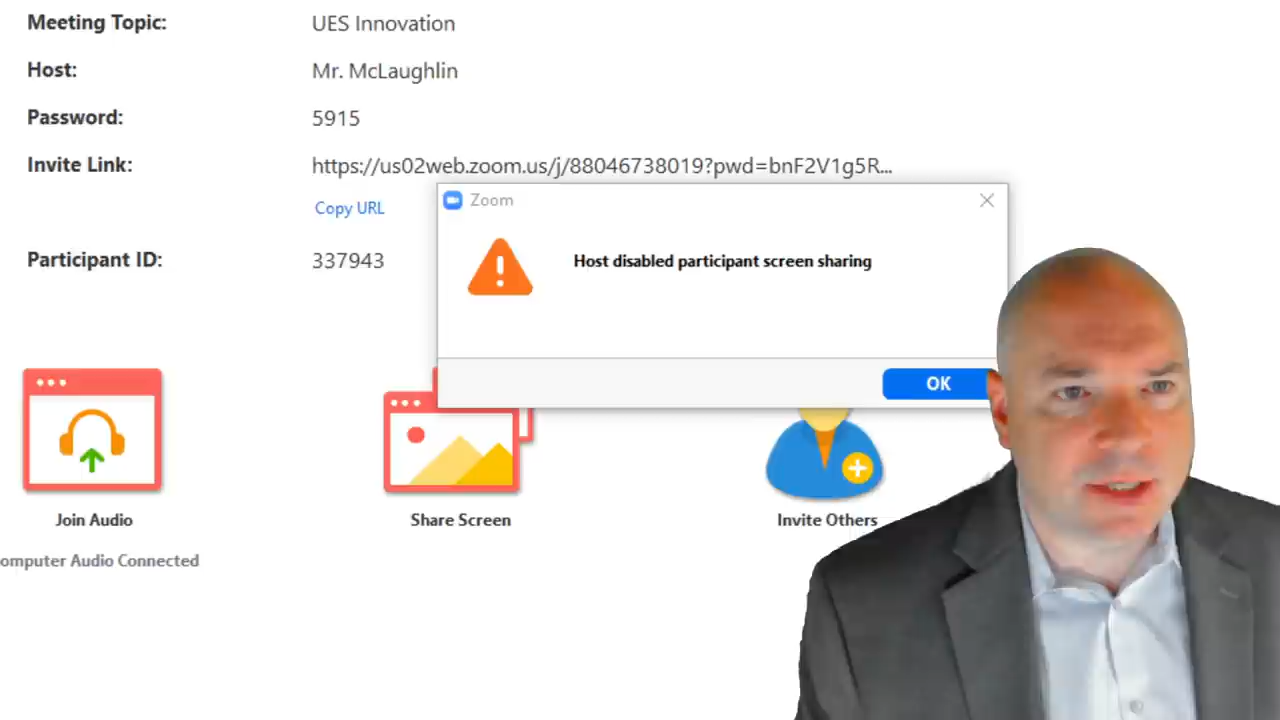 Meeting Topic: UES Innovation
Host: Mr. McLaughlin
Password: 5915
Invite Link: https://us02web.zoom.us/j/88046738019?pwd=bnF2V1g5R...
Copy URL
Participant ID: 337943
Zoom
Host disabled participant screen sharing
OK
Join Audio
Share Screen
Invite Others
omputer Audio Connected